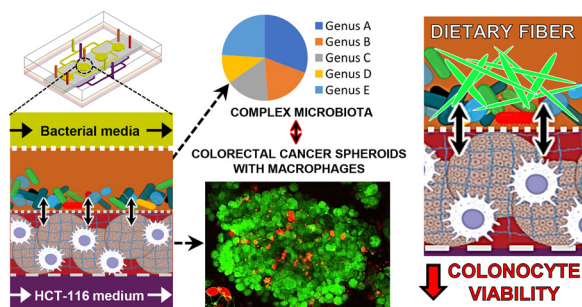 Bacterial media
HCT-116 medium
Genus A
Genus B
Genus C
Genus D
Genus E
COMPLEX MICROBIOTA
COLORECTAL CANCER SPHEROIDS
WITH MACROPHAGES
DIETARY FIBER
COLONOCYTE
VIABILITY